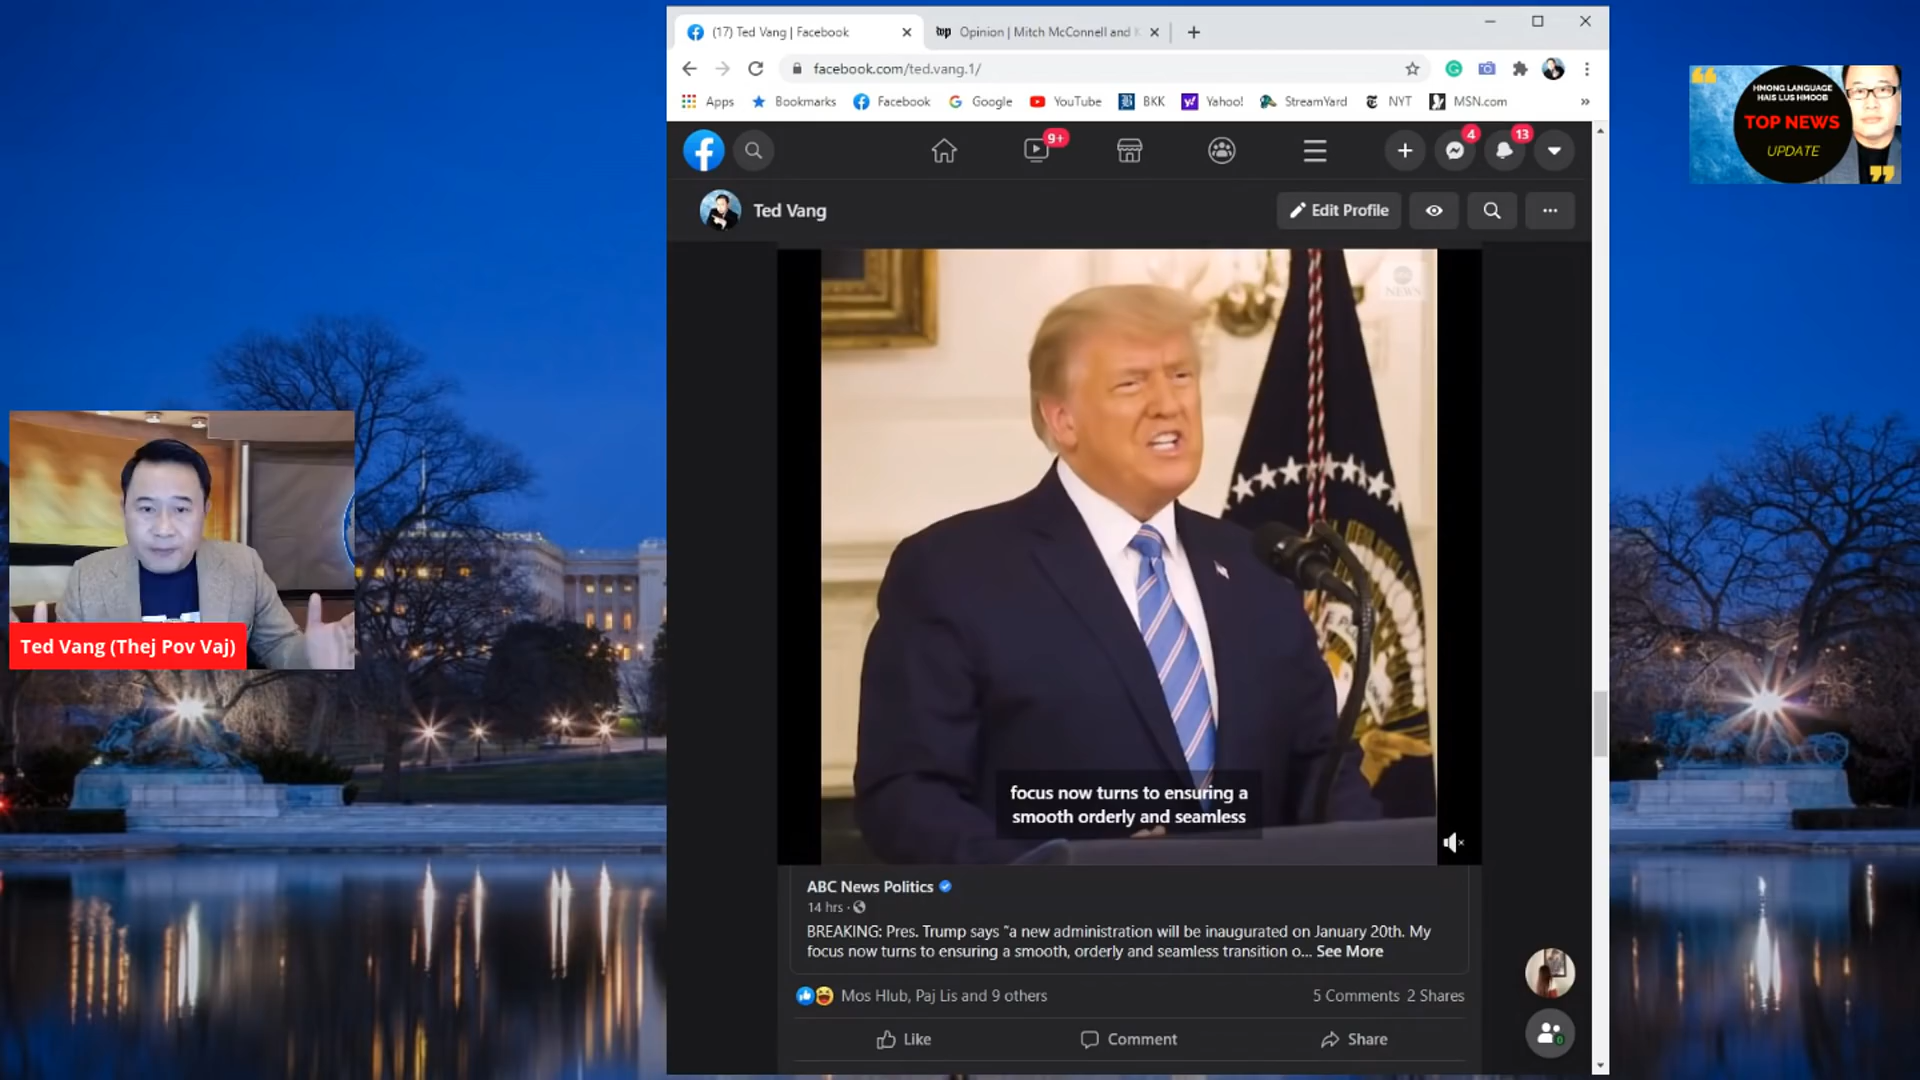 (17) Ted Vang | Facebook
Opinion | Mitch McConnell and
facebook.com/ted.vang.1/
Apps
Bookmarks
Facebook
Google
YouTube
BKK
Yahoo!
StreamYard
NYT
MSN.com
»
9+
4
13
Ted Vang
Edit Profile
NEWS
focus now turns to ensuring a
smooth orderly and seamless
ABC News Politics
14 hrs ·
BREAKING: Pres. Trump says "a new administration will be inaugurated on January 20th. My
focus now turns to ensuring a smooth, orderly and seamless transition o... See More
Mos Hlub, Paj Lis and 9 others
5 Comments 2 Shares
Like
Comment
Share
Ted Vang (Thej Pov Vaj)
HMONG LANGUAGE
HAIS LUS HMOOB
TOP NEWS
UPDATE